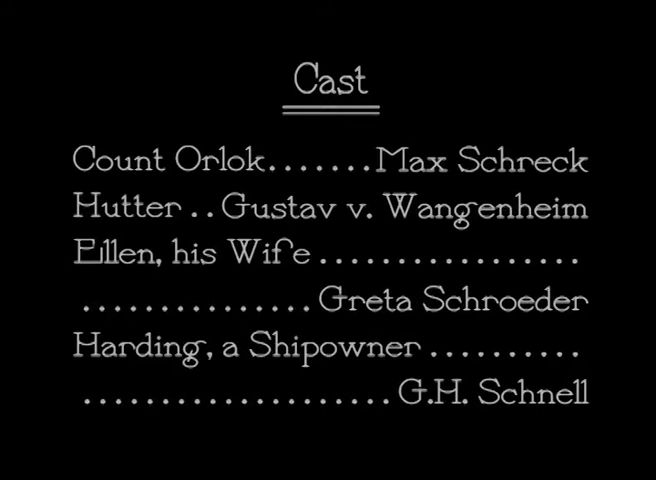 Cast
Count Orlok.......Max Schreck
Hutter ..Gustav v. Wangenheim
Ellen, his Wife .................
...............Greta Schroeder
Harding, a Shipowner ..........
....................G.H. Schnell